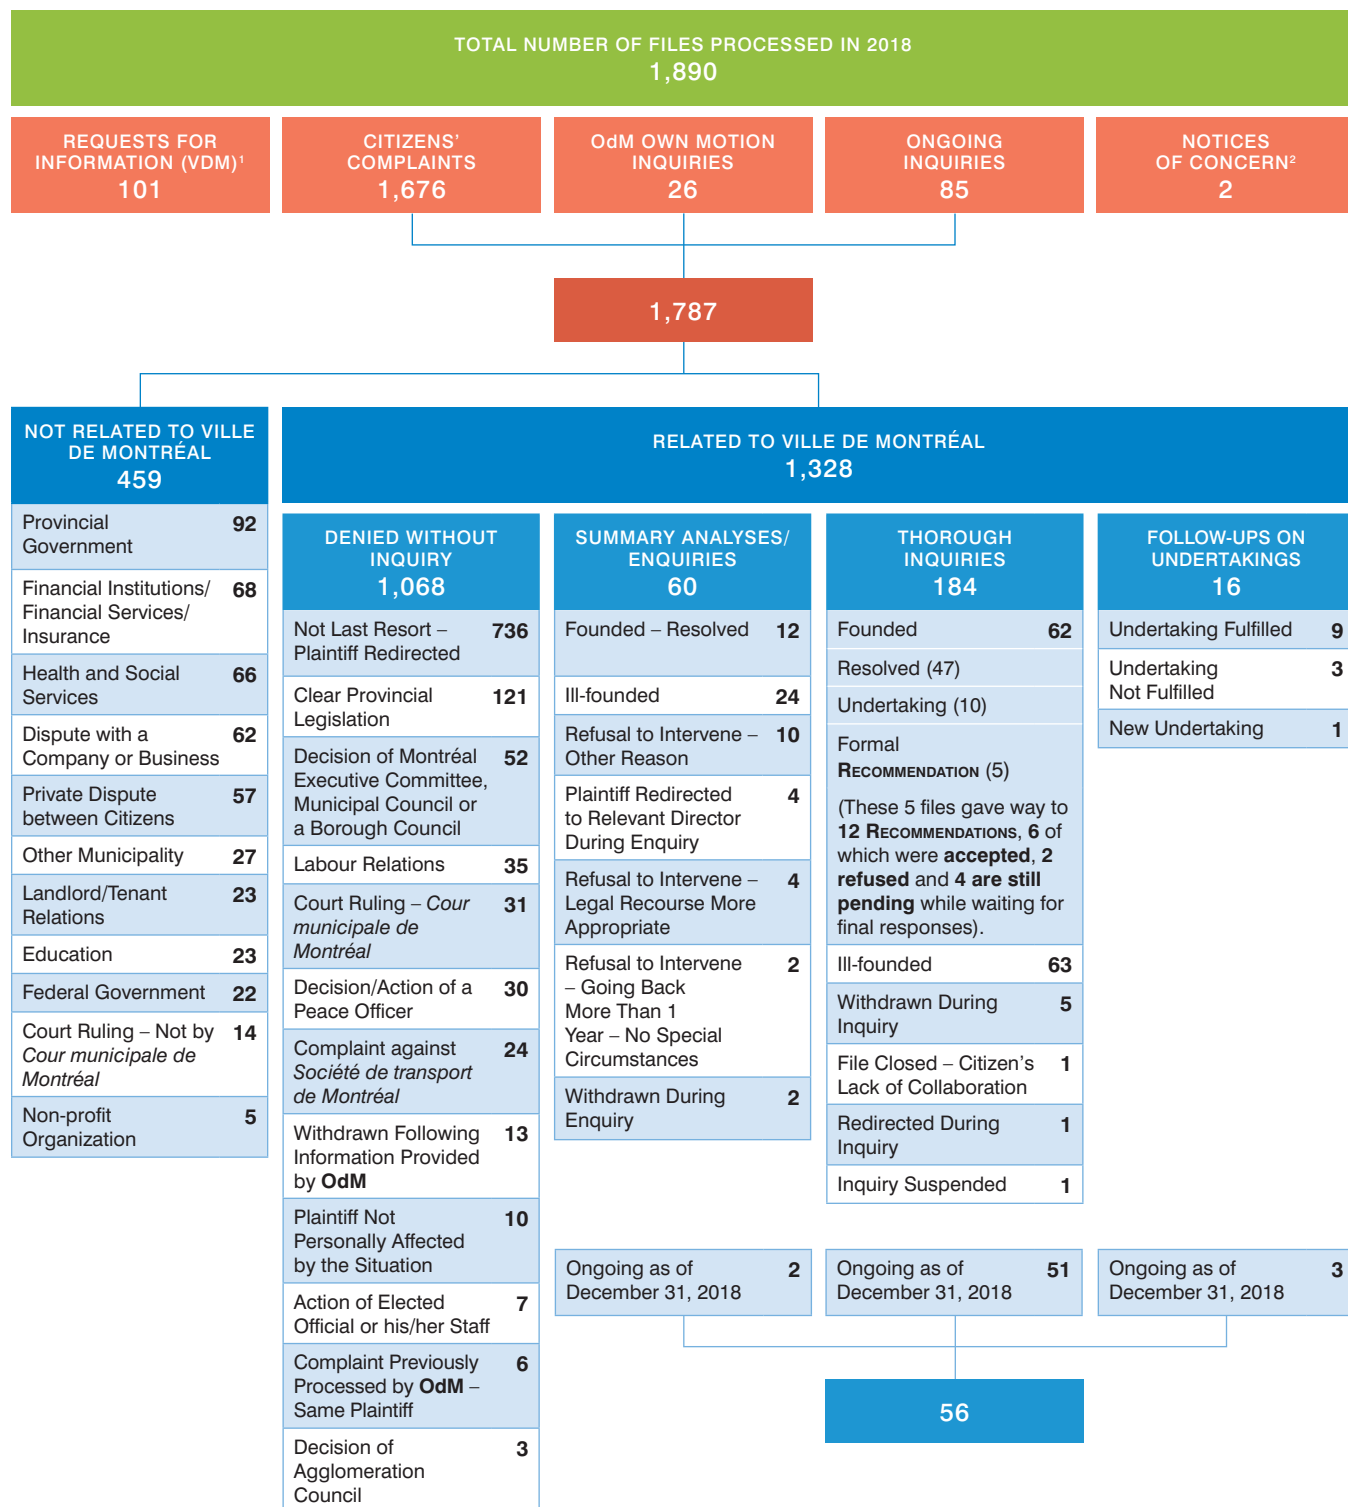 TOTAL NUMBER OF FILES PROCESSED IN 2018
1,890
REQUESTS FOR
INFORMATION (VDM)¹
101
CITIZENS'
COMPLAINTS
1,676
OdM OWN MOTION
INQUIRIES
26
ONGOING
INQUIRIES
85
NOTICES
OF CONCERN²
2
1,787
NOT RELATED TO VILLE
DE MONTRÉAL
459
Provincial 92
Government
Financial Institutions/ 68
Financial Services/
Insurance
Health and Social 66
Services
Dispute with a 62
Company or Business
Private Dispute 57
between Citizens
Other Municipality 27
Landlord/Tenant 23
Relations
Education 23
Federal Government 22
Court Ruling – Not by 14
Cour municipale de
Montréal
Non-profit 5
Organization
RELATED TO VILLE DE MONTRÉAL
1,328
DENIED WITHOUT
INQUIRY
1,068
Not Last Resort – 736
Plaintiff Redirected
Clear Provincial 121
Legislation
Decision of Montréal 52
Executive Committee,
Municipal Council or
a Borough Council
Labour Relations 35
Court Ruling – Cour 31
municipale de
Montréal
Decision/Action of a 30
Peace Officer
Complaint against 24
Société de transport
de Montréal
Withdrawn Following 13
Information Provided
by OdM
Plaintiff Not 10
Personally Affected
by the Situation
Action of Elected 7
Official or his/her Staff
Complaint Previously 6
Processed by OdM –
Same Plaintiff
Decision of 3
Agglomeration
Council
SUMMARY ANALYSES/
ENQUIRIES
60
Founded – Resolved 12
Ill-founded 24
Refusal to Intervene – 10
Other Reason
Plaintiff Redirected 4
to Relevant Director
During Enquiry
Refusal to Intervene – 4
Legal Recourse More
Appropriate
Refusal to Intervene 2
– Going Back
More Than 1
Year – No Special
Circumstances
Withdrawn During 2
Enquiry
Ongoing as of 2
December 31, 2018
THOROUGH
INQUIRIES
184
Founded 62
Resolved (47)
Undertaking (10)
Formal
RECOMMENDATION (5)
(These 5 files gave way to
12 RECOMMENDATIONS, 6 of
which were accepted, 2
refused and 4 are still
pending while waiting for
final responses).
Ill-founded 63
Withdrawn During 5
Inquiry
File Closed – Citizen's 1
Lack of Collaboration
Redirected During 1
Inquiry
Inquiry Suspended 1
Ongoing as of 51
December 31, 2018
FOLLOW-UPS ON
UNDERTAKINGS
16
Undertaking Fulfilled 9
Undertaking 3
Not Fulfilled
New Undertaking 1
Ongoing as of 3
December 31, 2018
56